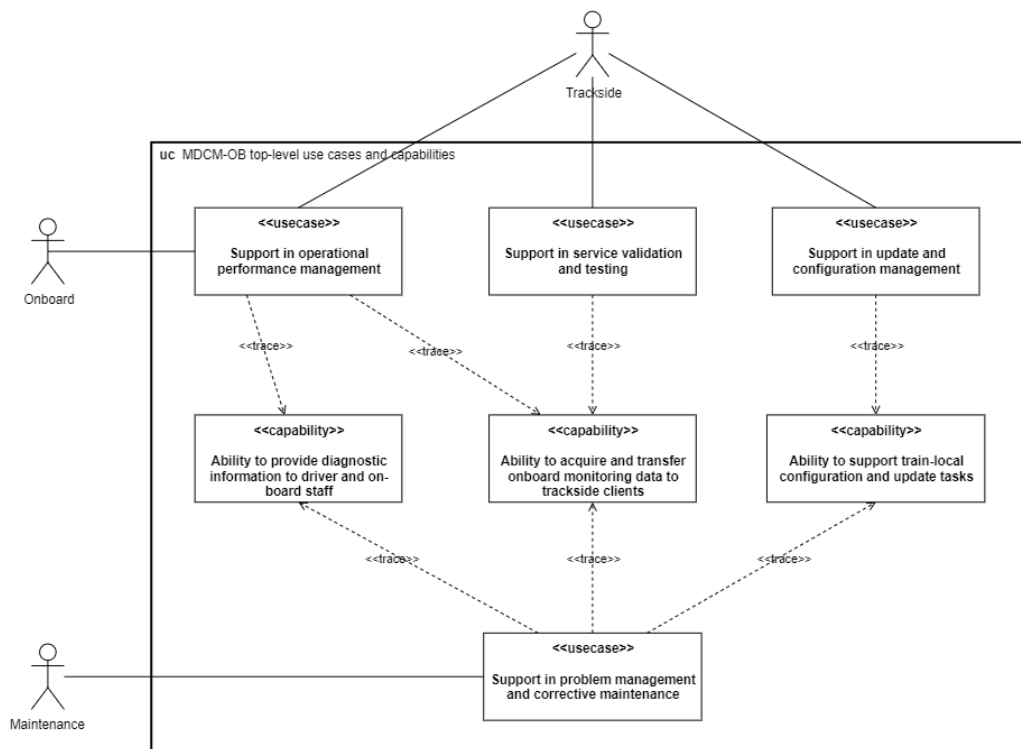 Trackside
uc MDCM-OB top-level use cases and capabilities
<<usecase>>
Support in operational
performance management
<<usecase>>
Support in service validation
and testing
<<usecase>>
Support in update and
configuration management
Onboard
<<trace>>
<<trace>>
<<trace>>
<<trace>>
<<capability>>
Ability to provide diagnostic
information to driver and on-
board staff
<<capability>>
Ability to acquire and transfer
onboard monitoring data to
trackside clients
<<capability>>
Ability to support train-local
configuration and update tasks
<<trace>>
<<trace>>
<<trace>>
<<usecase>>
Support in problem management
and corrective maintenance
Maintenance